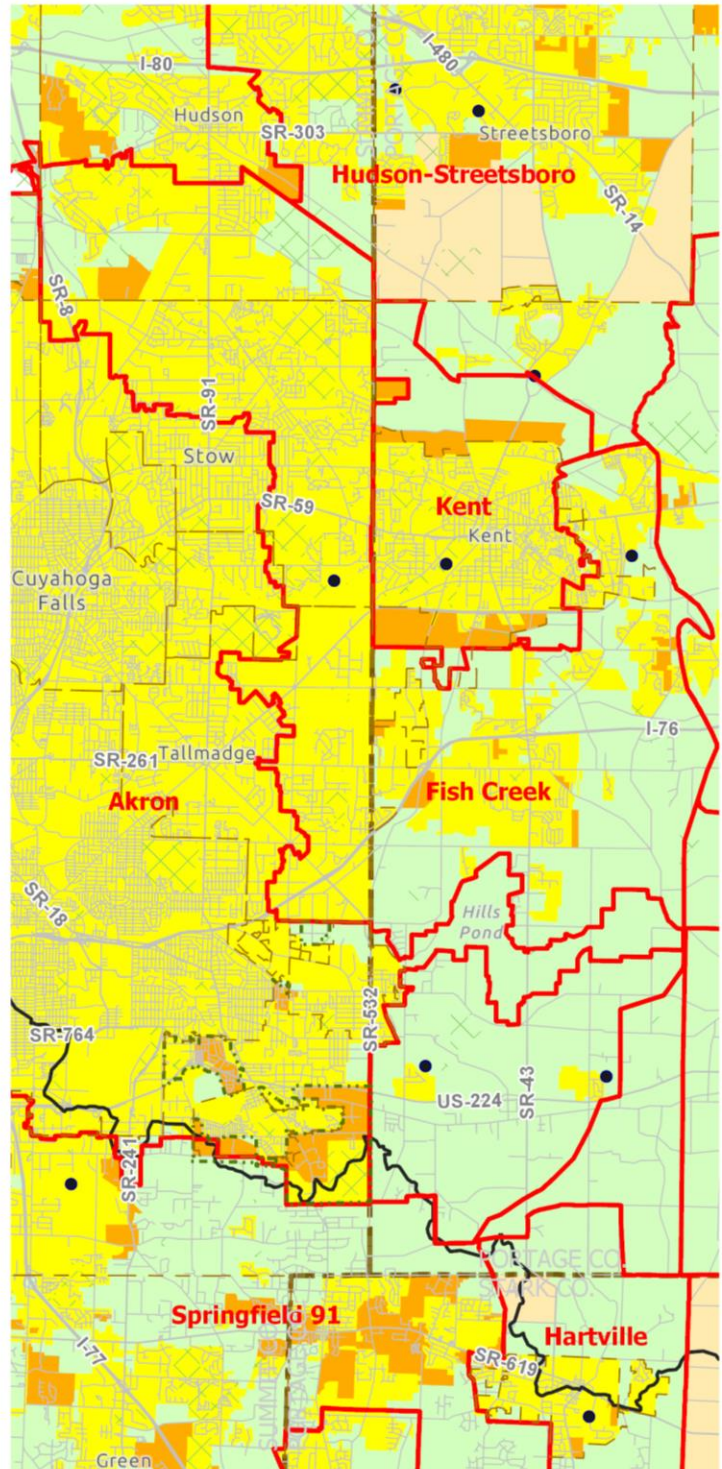 I-480
I-80
Hudson
SR-303
Streetsboro
Hudson-Streetsboro
SR-14
SR-8
SR-91
Stow
SR-59
Kent
Kent
Cuyahoga
Falls
I-76
SR-261
Tallmadge
Akron
Fish Creek
SR-18
Hills
Pond
SR-532
SR-764
US-224
SR-43
SR-241
PORTAGE CO.
STARK CO.
Springfield 91
Hartville
I-77
SR-619
Green